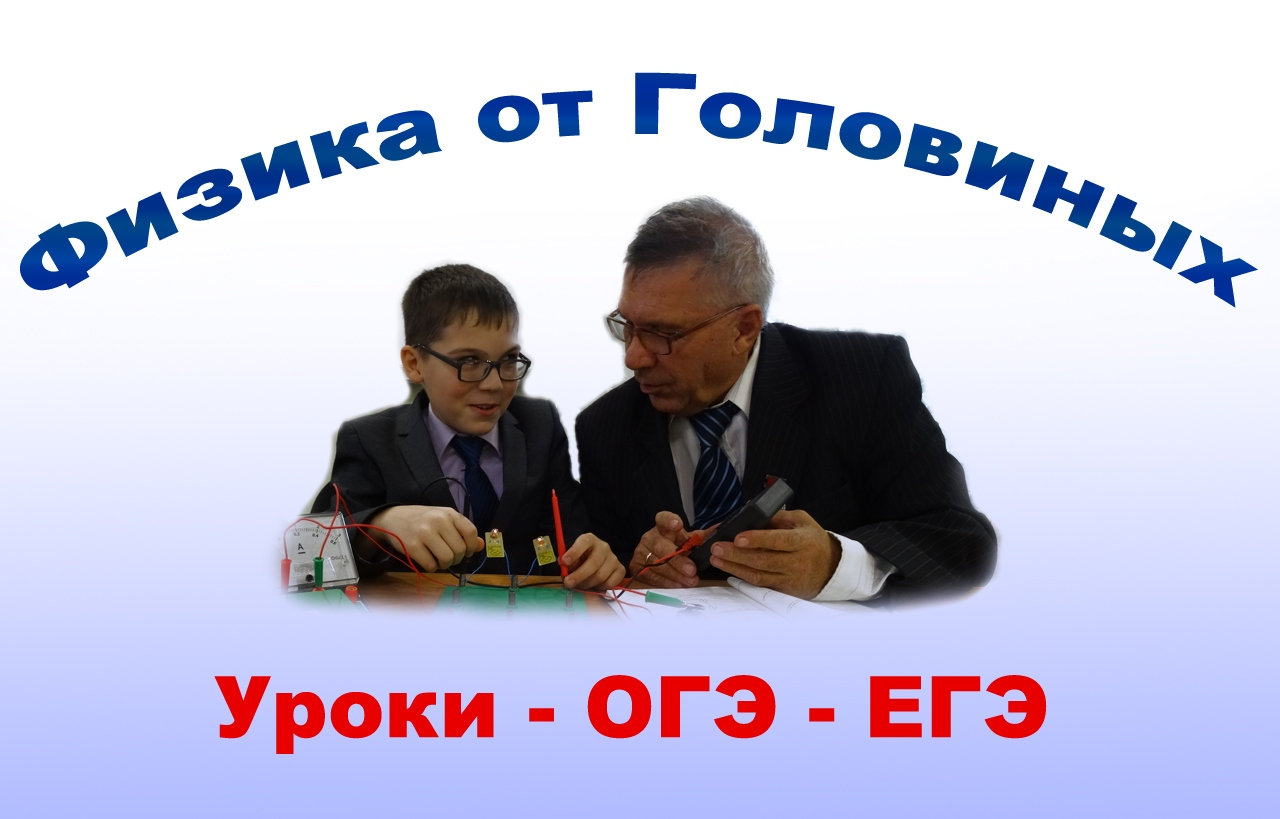 Физика от Головиных
A
Уроки - ОГЭ - ЕГЭ